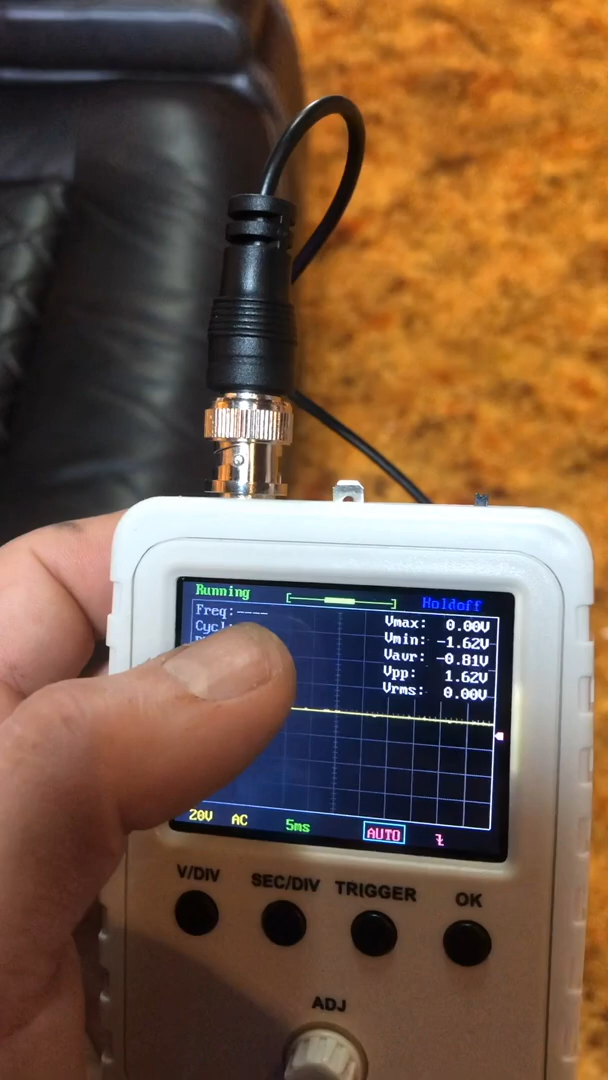 Running
Holdoff
Freq:----
Vmax: 0.00V
Cycl
Vmin: -1.62V
Vavr: -0.81V
Vpp: 1.62V
Vrms: 0.00V
20V AC 5ms AUTO
V/DIV SEC/DIV TRIGGER OK
ADJ